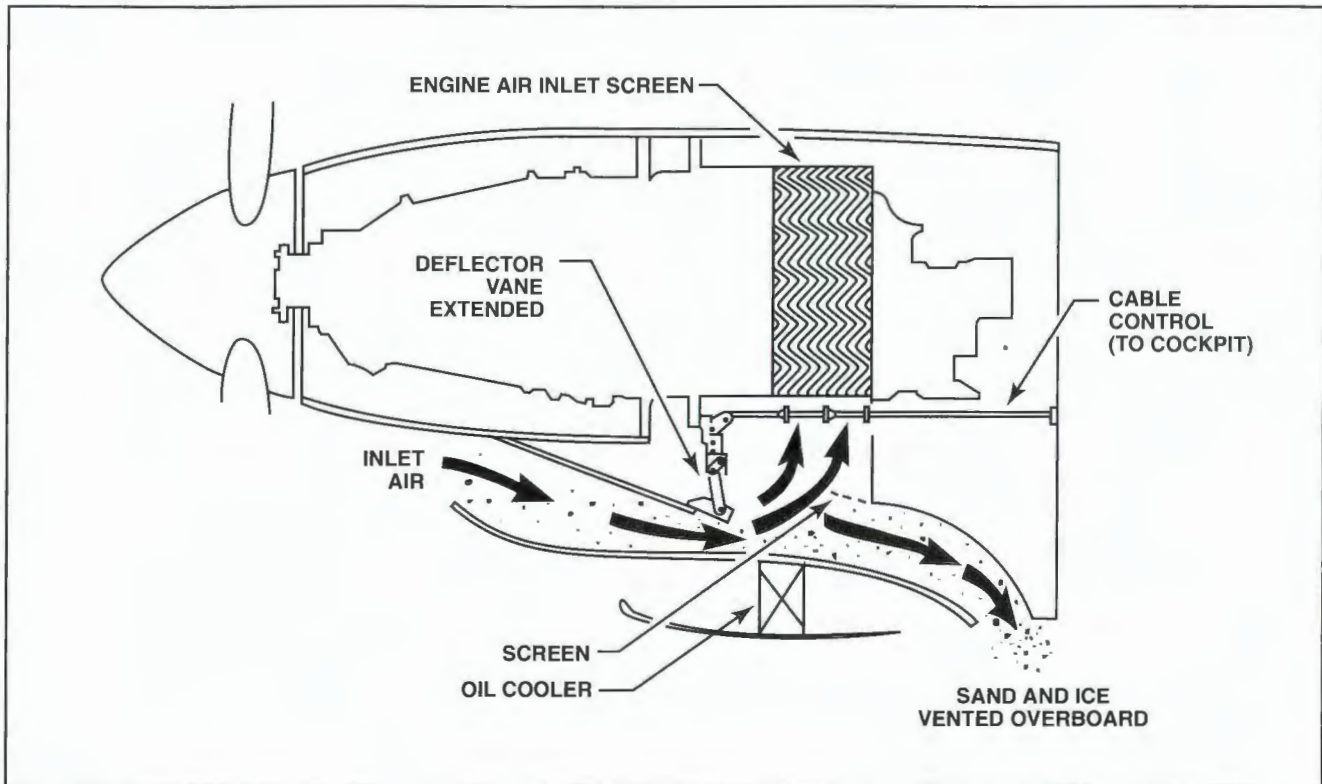 ENGINE AIR INLET SCREEN
DEFLECTOR
VANE
EXTENDED
CABLE
CONTROL
(TO COCKPIT)
INLET
AIR
SCREEN
OIL COOLER
SAND AND ICE
VENTED OVERBOARD